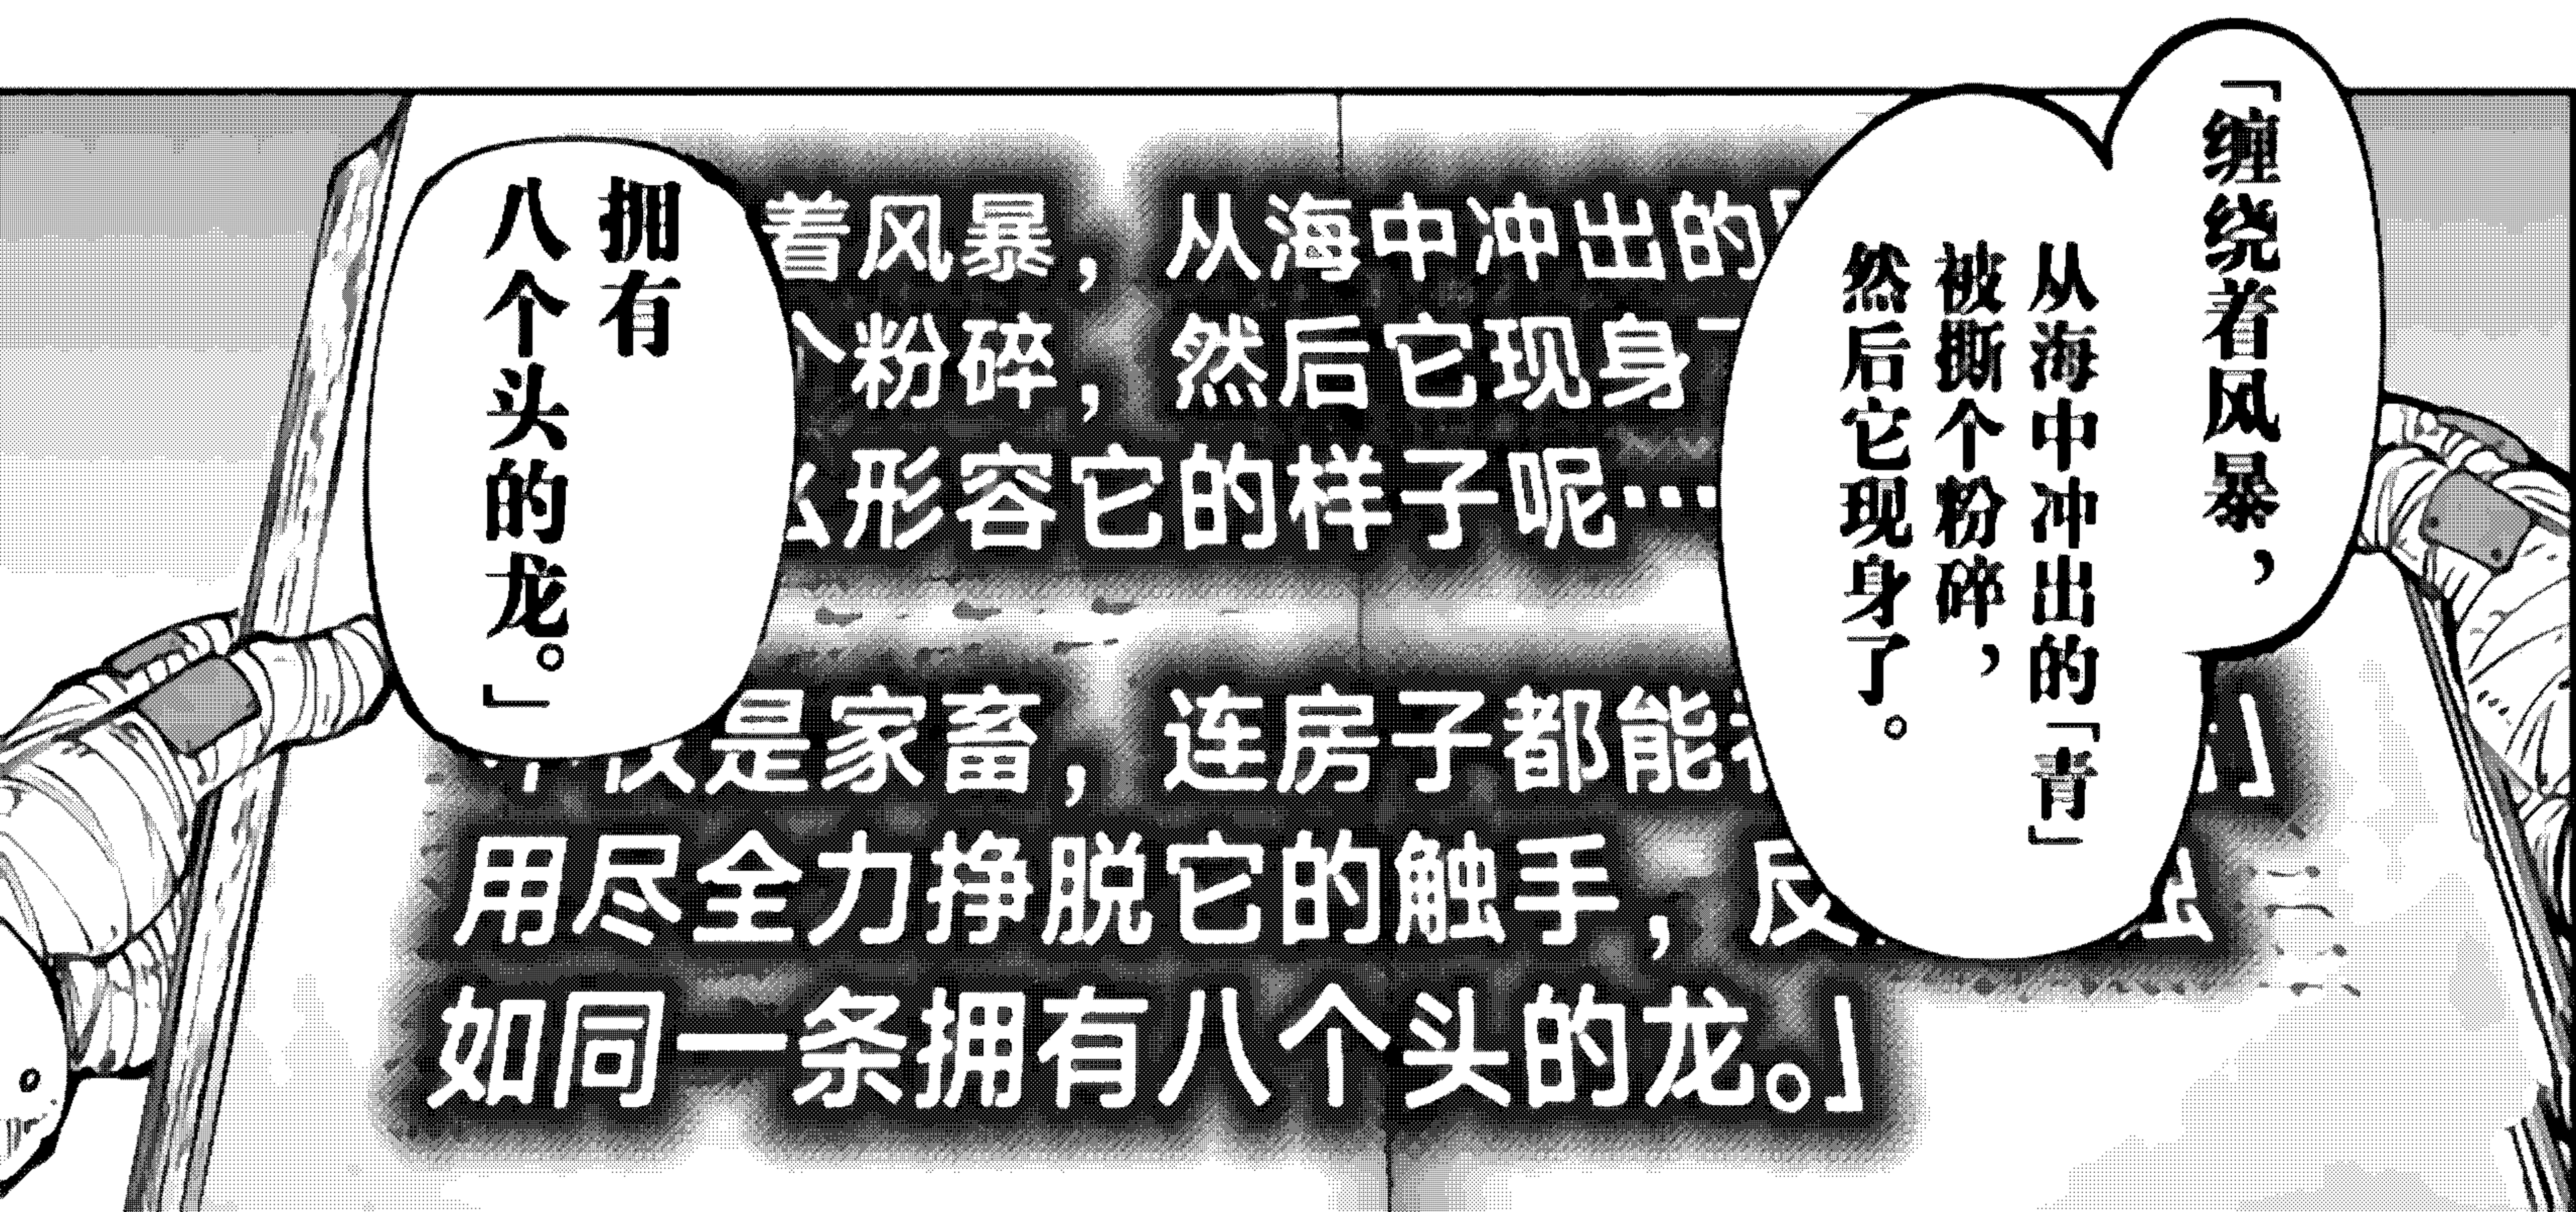 「缠绕着风暴，
从海中冲出的「青」
被撕个粉碎，
然后它现身了。
拥有
八个头的龙。」
着风暴，从海中冲出的「
个粉碎，然后它现身
么形容它的样子呢…
是家畜，连房子都能
」
用尽全力挣脱它的触手，反
如同一条拥有八个头的龙。」